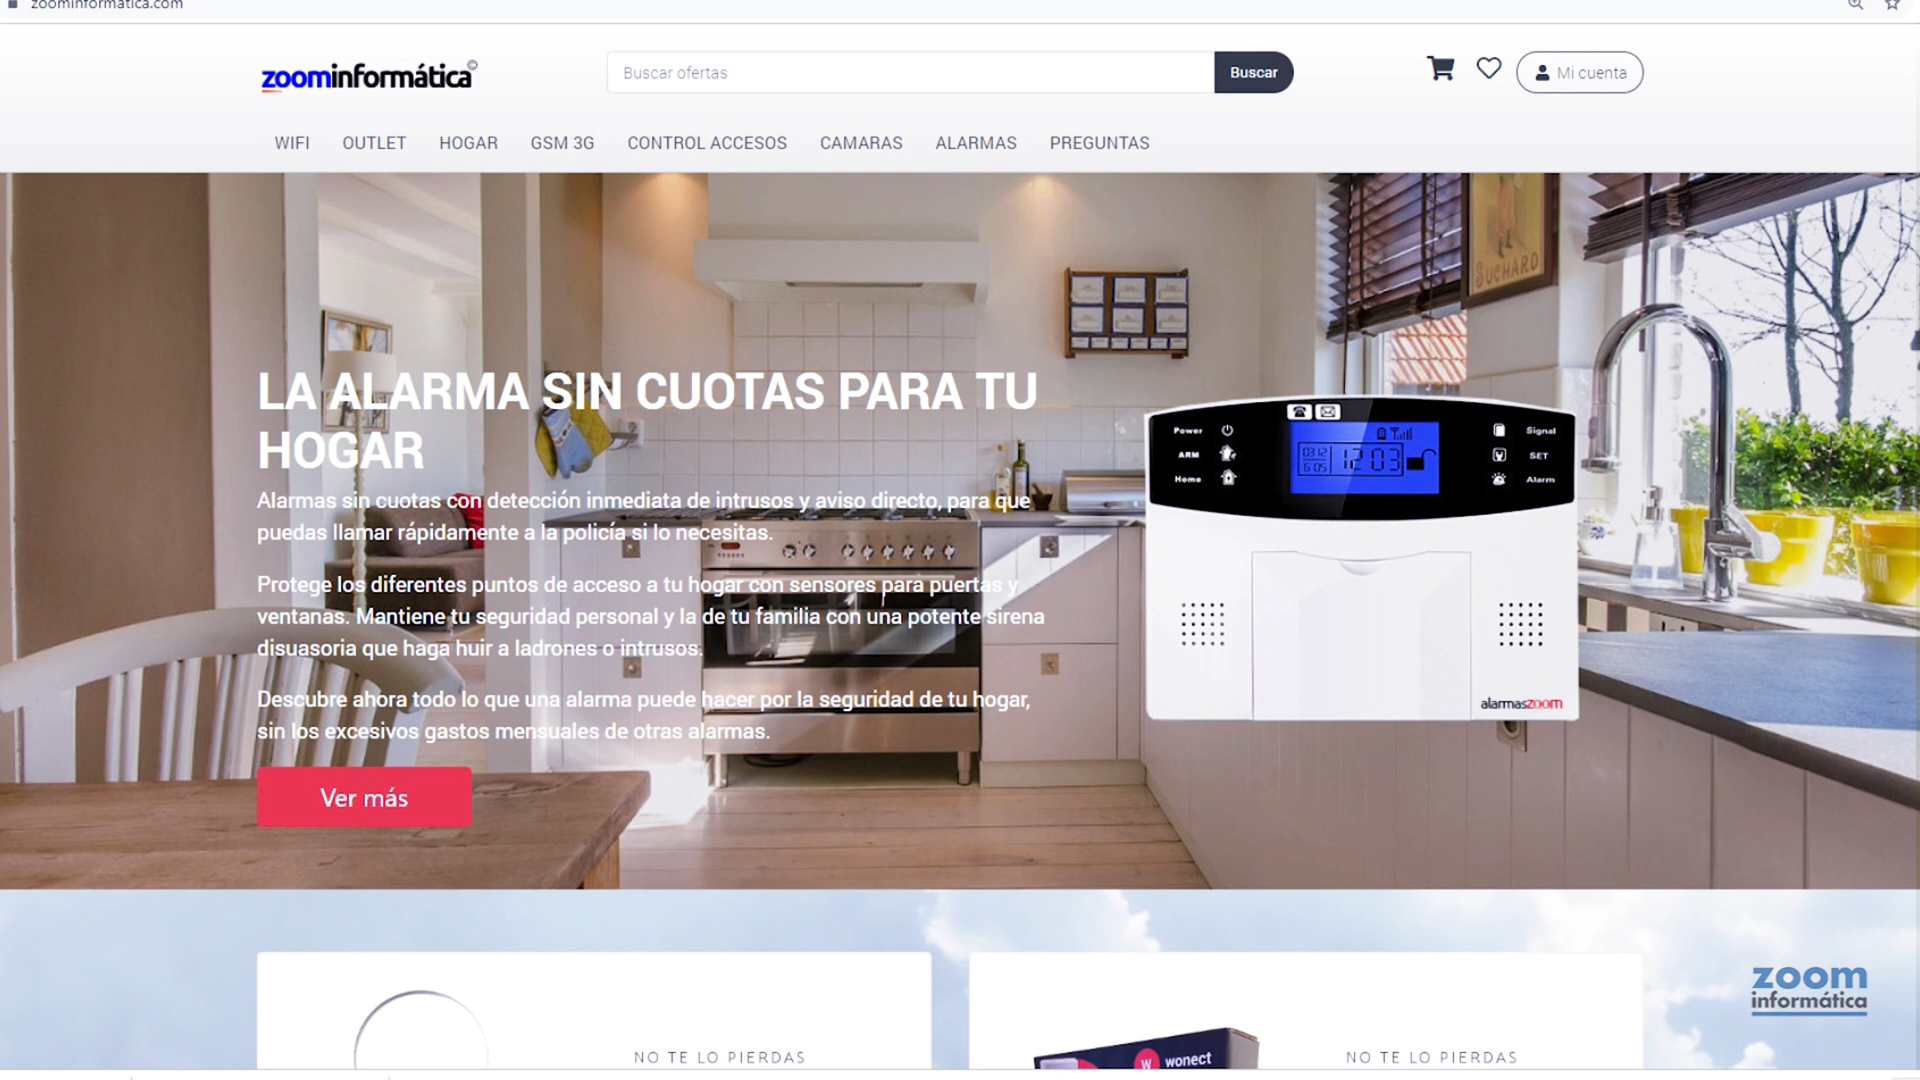 zoominformatica.com
zoominformática©
Buscar ofertas
Buscar
Mi cuenta
WIFI
OUTLET
HOGAR
GSM 3G
CONTROL ACCESOS
CAMARAS
ALARMAS
PREGUNTAS
SUCHARD
LA ALARMA SIN CUOTAS PARA TU
HOGAR
Alarmas sin cuotas con detección inmediata de intrusos y aviso directo, para que
puedas llamar rápidamente a la policía si lo necesitas.
Protege los diferentes puntos de acceso a tu hogar con sensores para puertas y
ventanas. Mantiene tu seguridad personal y la de tu familia con una potente sirena
disuasoria que haga huir a ladrones o intrusos.
Descubre ahora todo lo que una alarma puede hacer por la seguridad de tu hogar,
sin los excesivos gastos mensuales de otras alarmas.
Ver más
Power
ARM
Home
12:03
Signal
SET
Alarm
alarmaszoom
NO TE LO PIERDAS
W wonect
NO TE LO PIERDAS
zoom
informática